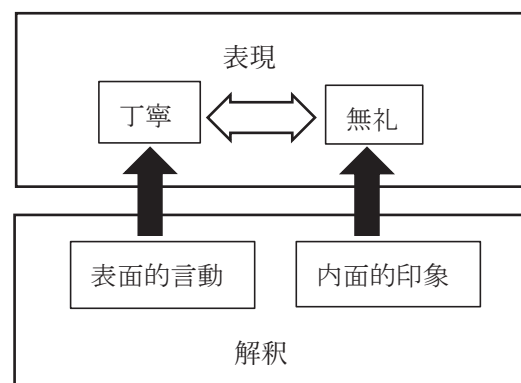 表現
丁寧
無礼
表面的言動
内面的印象
解釈